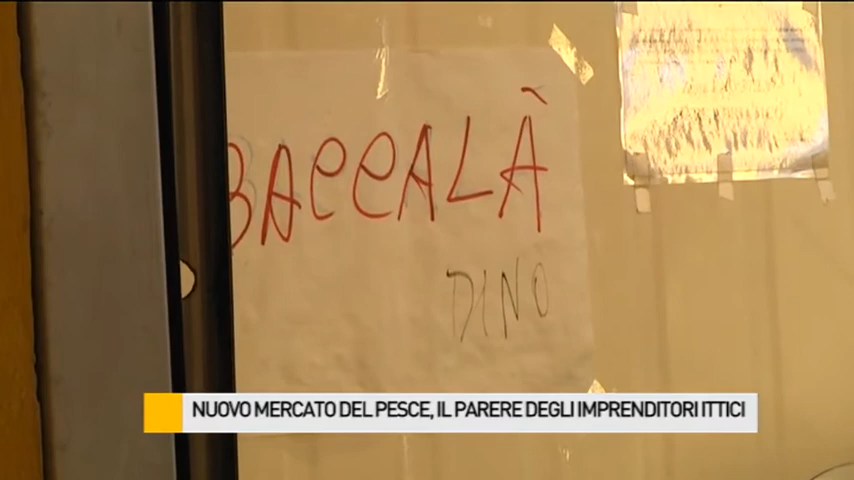 BACCALÀ
DINO
NUOVO MERCATO DEL PESCE, IL PARERE DEGLI IMPRENDITORI ITTICI